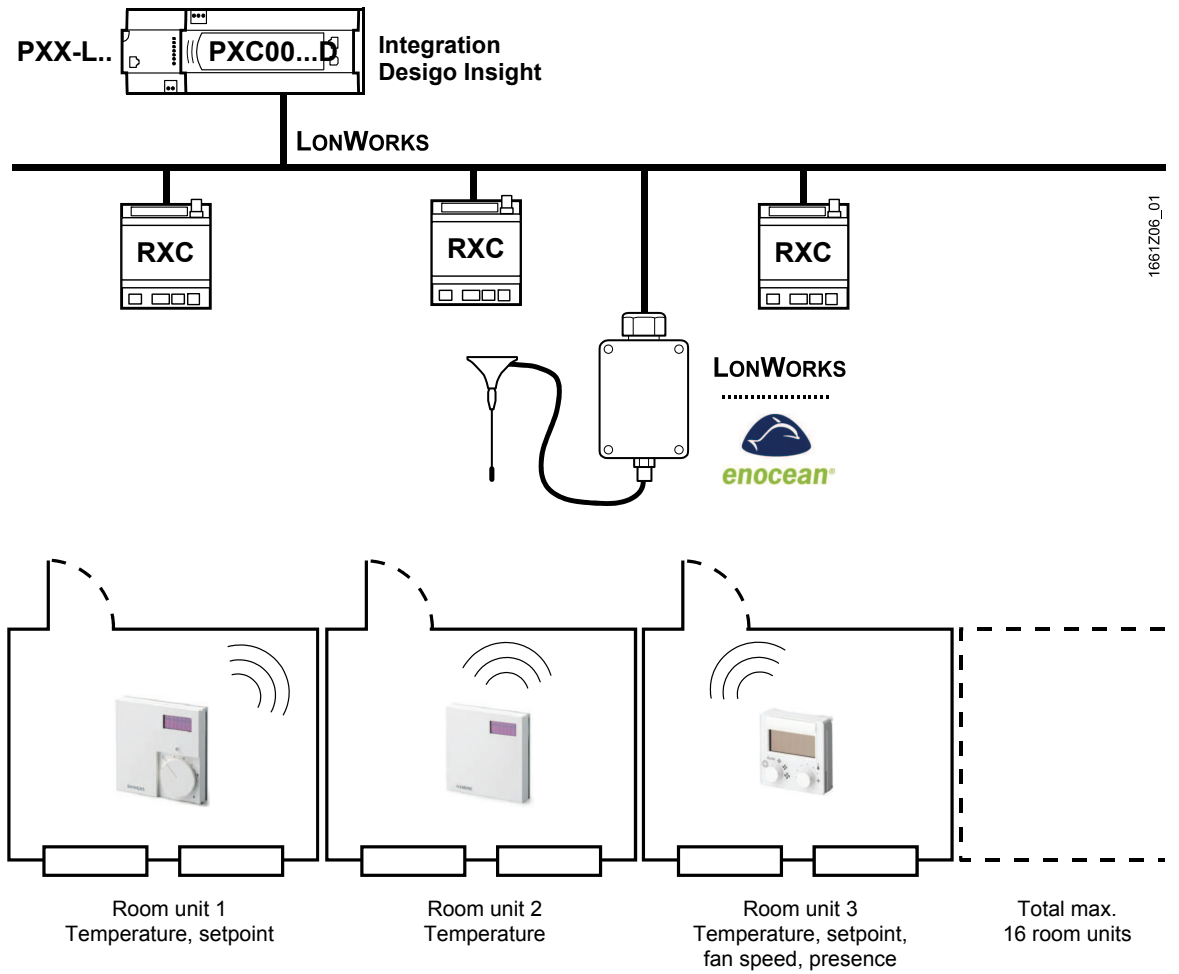 PXX-L..
PXC00...D
Integration
Desigo Insight
LONWORKS
RXC
RXC
RXC
1661Z06_01
LONWORKS
enocean®
Room unit 1
Temperature, setpoint
Room unit 2
Temperature
Room unit 3
Temperature, setpoint,
fan speed, presence
Total max.
16 room units